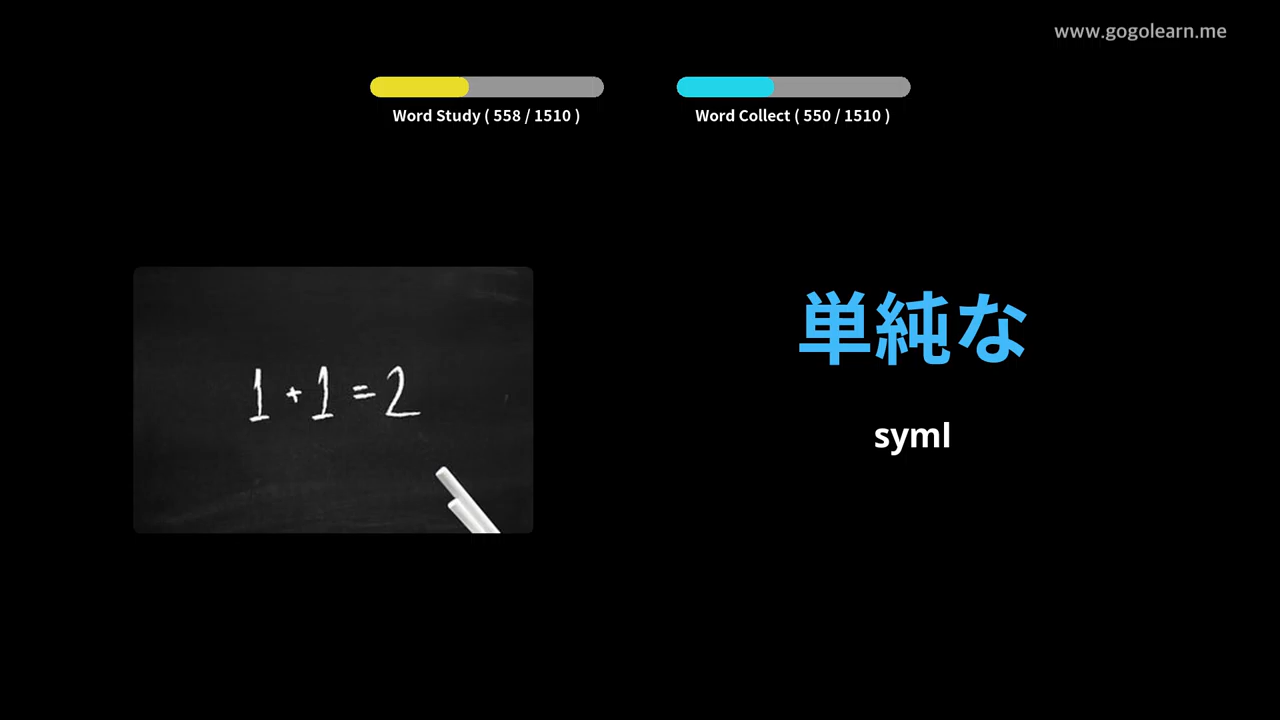 www.gogolearn.me
Word Study ( 558 / 1510 )
Word Collect ( 550 / 1510 )
1 + 1 = 2
単純な
syml